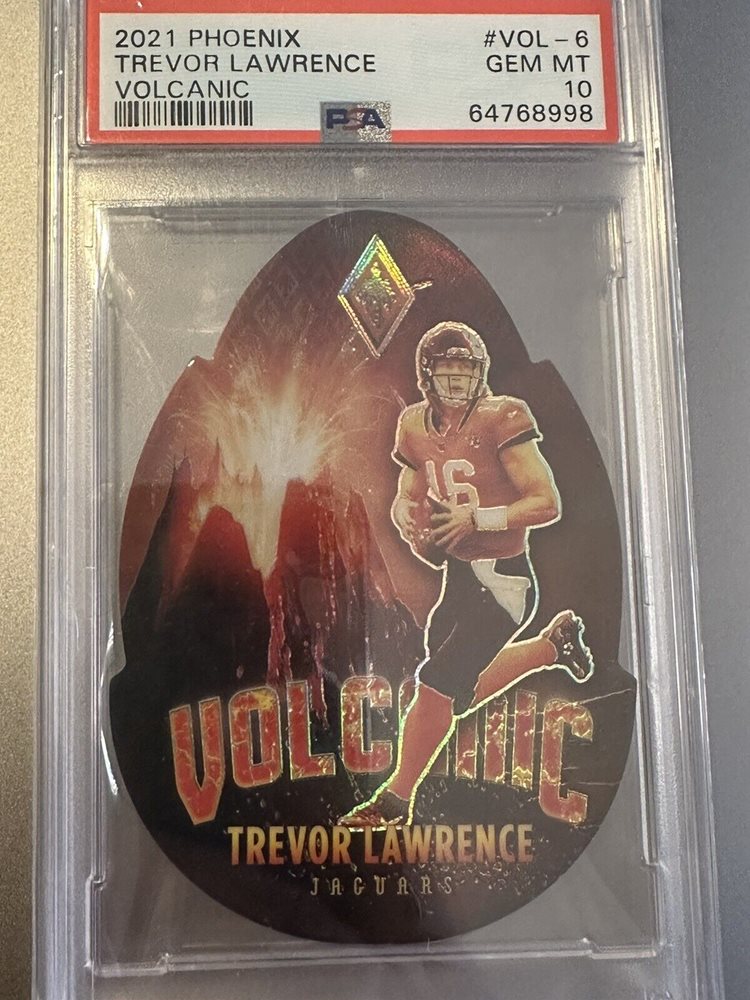 2021 PHOENIX #VOL-6
TREVOR LAWRENCE GEM MT
VOLCANIC 10
PSA 64768998
16
VOLCANIC
TREVOR LAWRENCE
JAGUARS